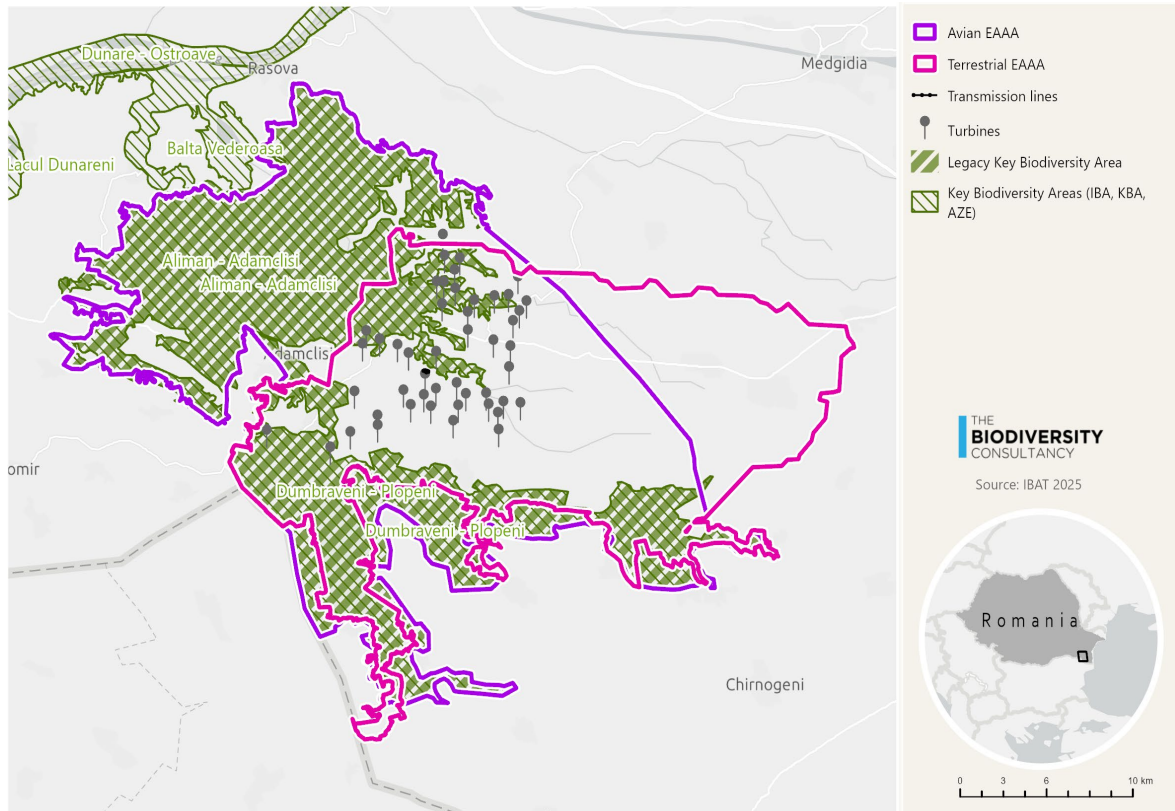 Dunare - Ostroave
Rasova
Medgidia
Balta Vederoasa
Lacul Dunareni
Aliman - Adamclisi
Aliman - Adamclisi
Adamclisi
omir
Dumbraveni - Plopeni
Dumbraveni - Plopeni
Chirnogeni
Avian EAAA
Terrestrial EAAA
Transmission lines
Turbines
Legacy Key Biodiversity Area
Key Biodiversity Areas (IBA, KBA,
AZE)
THE
BIODIVERSITY
CONSULTANCY
Source: IBAT 2025
Romania
0 3 6 10 km